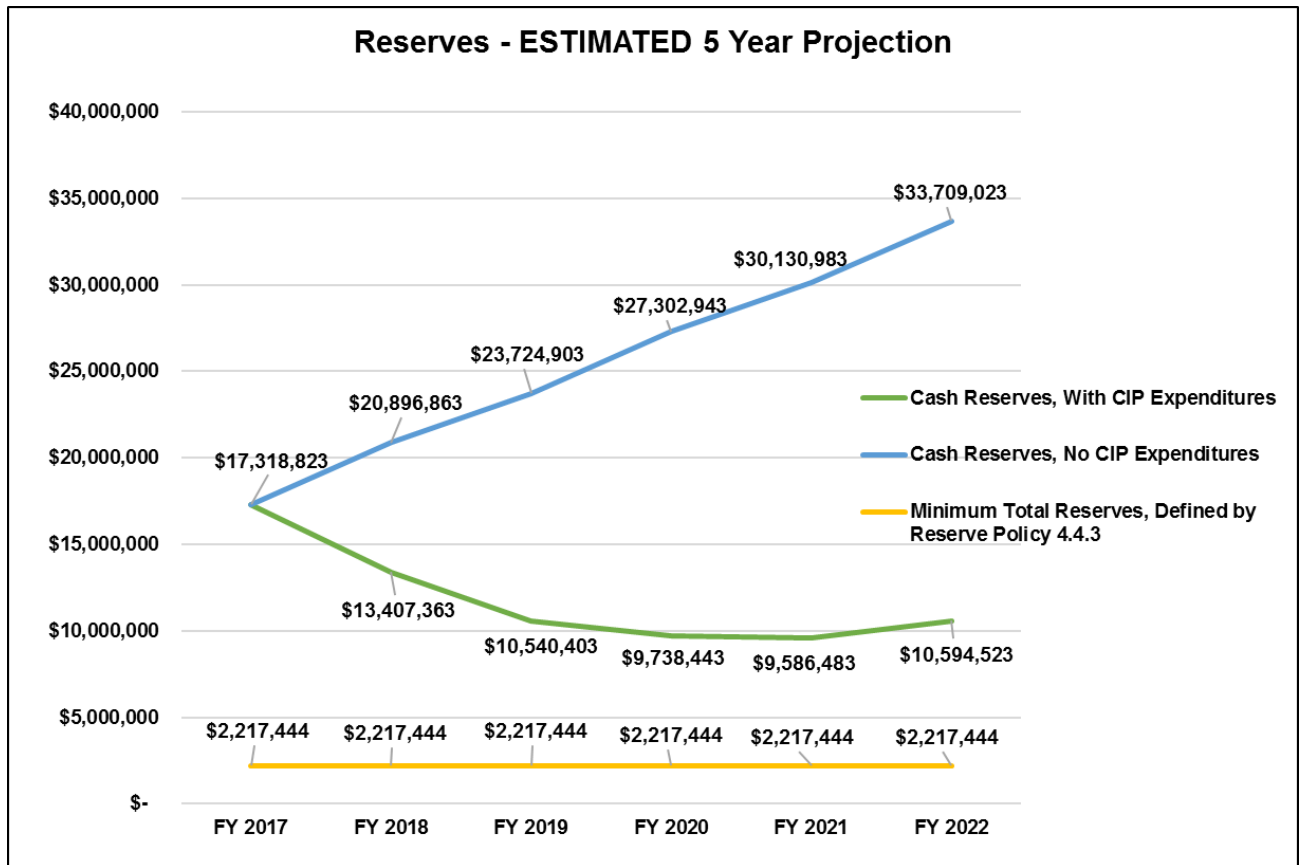 Reserves - ESTIMATED 5 Year Projection
$40,000,000
$35,000,000
$30,000,000
$25,000,000
$20,000,000
$15,000,000
$10,000,000
$5,000,000
$-
$33,709,023
$30,130,983
$27,302,943
$23,724,903
$20,896,863
$17,318,823
$13,407,363
$10,540,403
$9,738,443
$9,586,483
$10,594,523
$2,217,444
$2,217,444
$2,217,444
$2,217,444
$2,217,444
$2,217,444
Cash Reserves, With CIP Expenditures
Cash Reserves, No CIP Expenditures
Minimum Total Reserves, Defined by
Reserve Policy 4.4.3
FY 2017
FY 2018
FY 2019
FY 2020
FY 2021
FY 2022